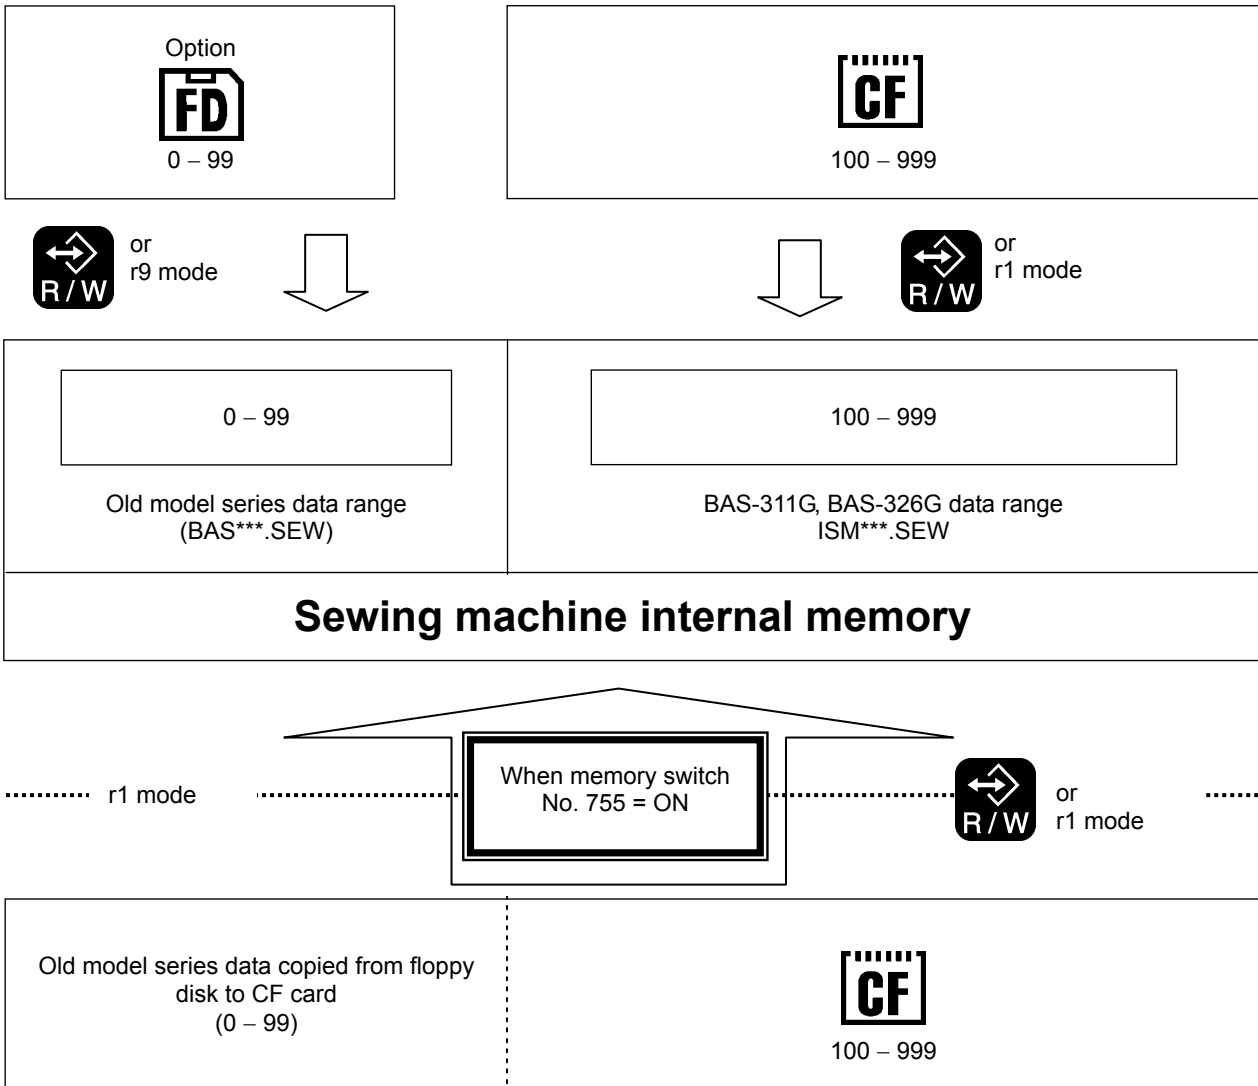 Option
FD
0 – 99
CF
100 – 999
R / W
or
r9 mode
R / W
or
r1 mode
0 – 99
100 – 999
Old model series data range
(BAS***.SEW)
BAS-311G, BAS-326G data range
ISM***.SEW
Sewing machine internal memory
r1 mode
When memory switch
No. 755 = ON
R / W
or
r1 mode
Old model series data copied from floppy
disk to CF card
(0 – 99)
CF
100 – 999